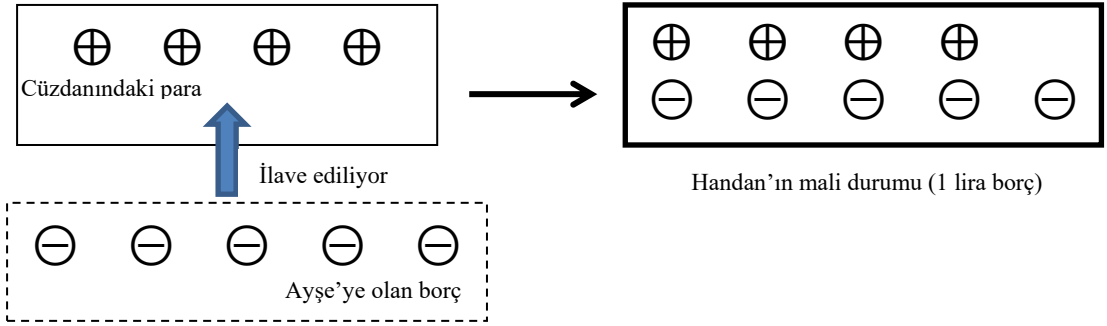 Cüzdanındaki para
İlave ediliyor
Ayşe’ye olan borç
Handan’ın mali durumu (1 lira borç)